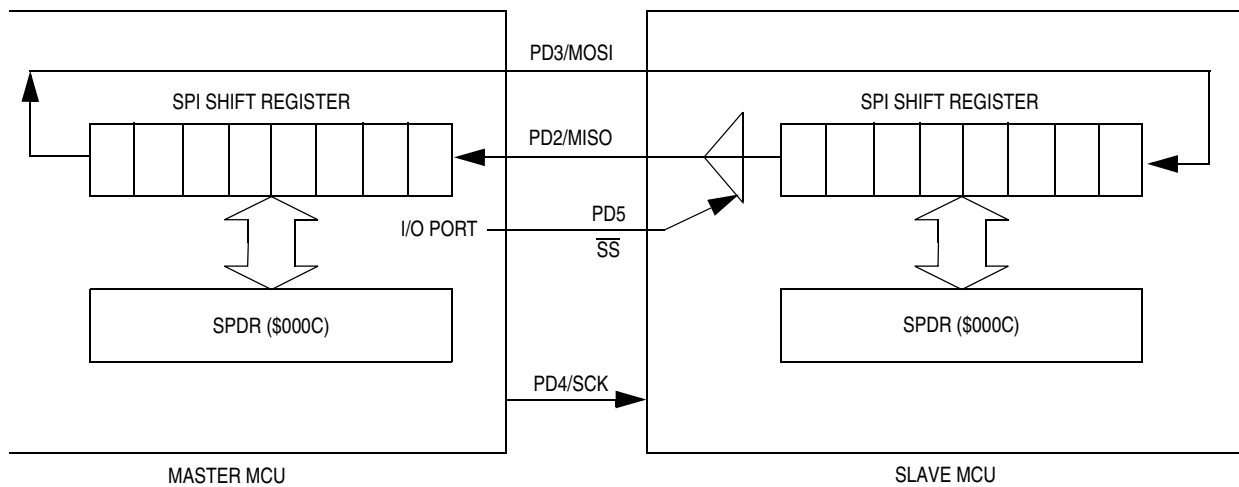 PD3/MOSI
SPI SHIFT REGISTER
SPI SHIFT REGISTER
PD2/MISO
I/O PORT
PD5
SS
SPDR ($000C)
SPDR ($000C)
PD4/SCK
MASTER MCU
SLAVE MCU